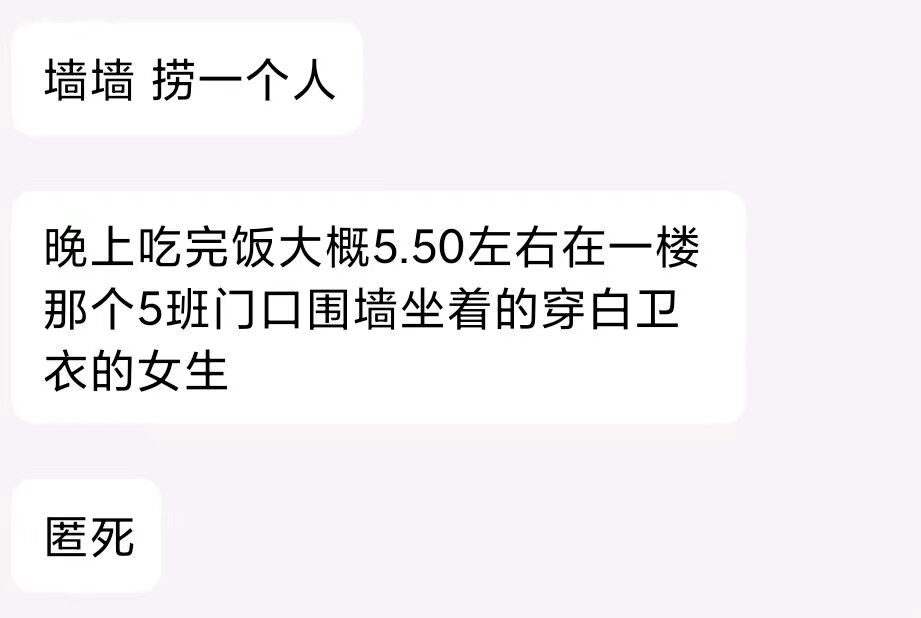 墙墙 捞一个人
晚上吃完饭大概5.50左右在一楼
那个5班门口围墙坐着的穿白卫
衣的女生
匿死